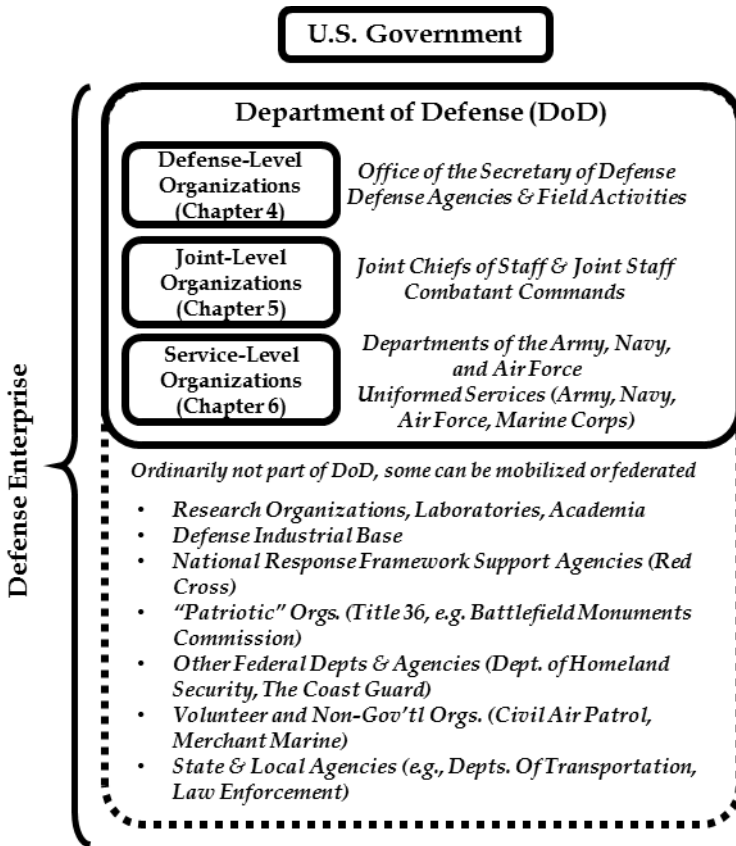 U.S. Government
Department of Defense (DoD)
Defense-Level
Organizations
(Chapter 4)
Office of the Secretary of Defense
Defense Agencies & Field Activities
Joint-Level
Organizations
(Chapter 5)
Joint Chiefs of Staff & Joint Staff
Combatant Commands
Service-Level
Organizations
(Chapter 6)
Departments of the Army, Navy,
and Air Force
Uniformed Services (Army, Navy,
Air Force, Marine Corps)
Defense Enterprise
Ordinarily not part of DoD, some can be mobilized or federated
• Research Organizations, Laboratories, Academia
• Defense Industrial Base
• National Response Framework Support Agencies (Red
Cross)
• “Patriotic” Orgs. (Title 36, e.g. Battlefield Monuments
Commission)
• Other Federal Depts & Agencies (Dept. of Homeland
Security, The Coast Guard)
• Volunteer and Non-Gov’tl Orgs. (Civil Air Patrol,
Merchant Marine)
• State & Local Agencies (e.g., Depts. Of Transportation,
Law Enforcement)